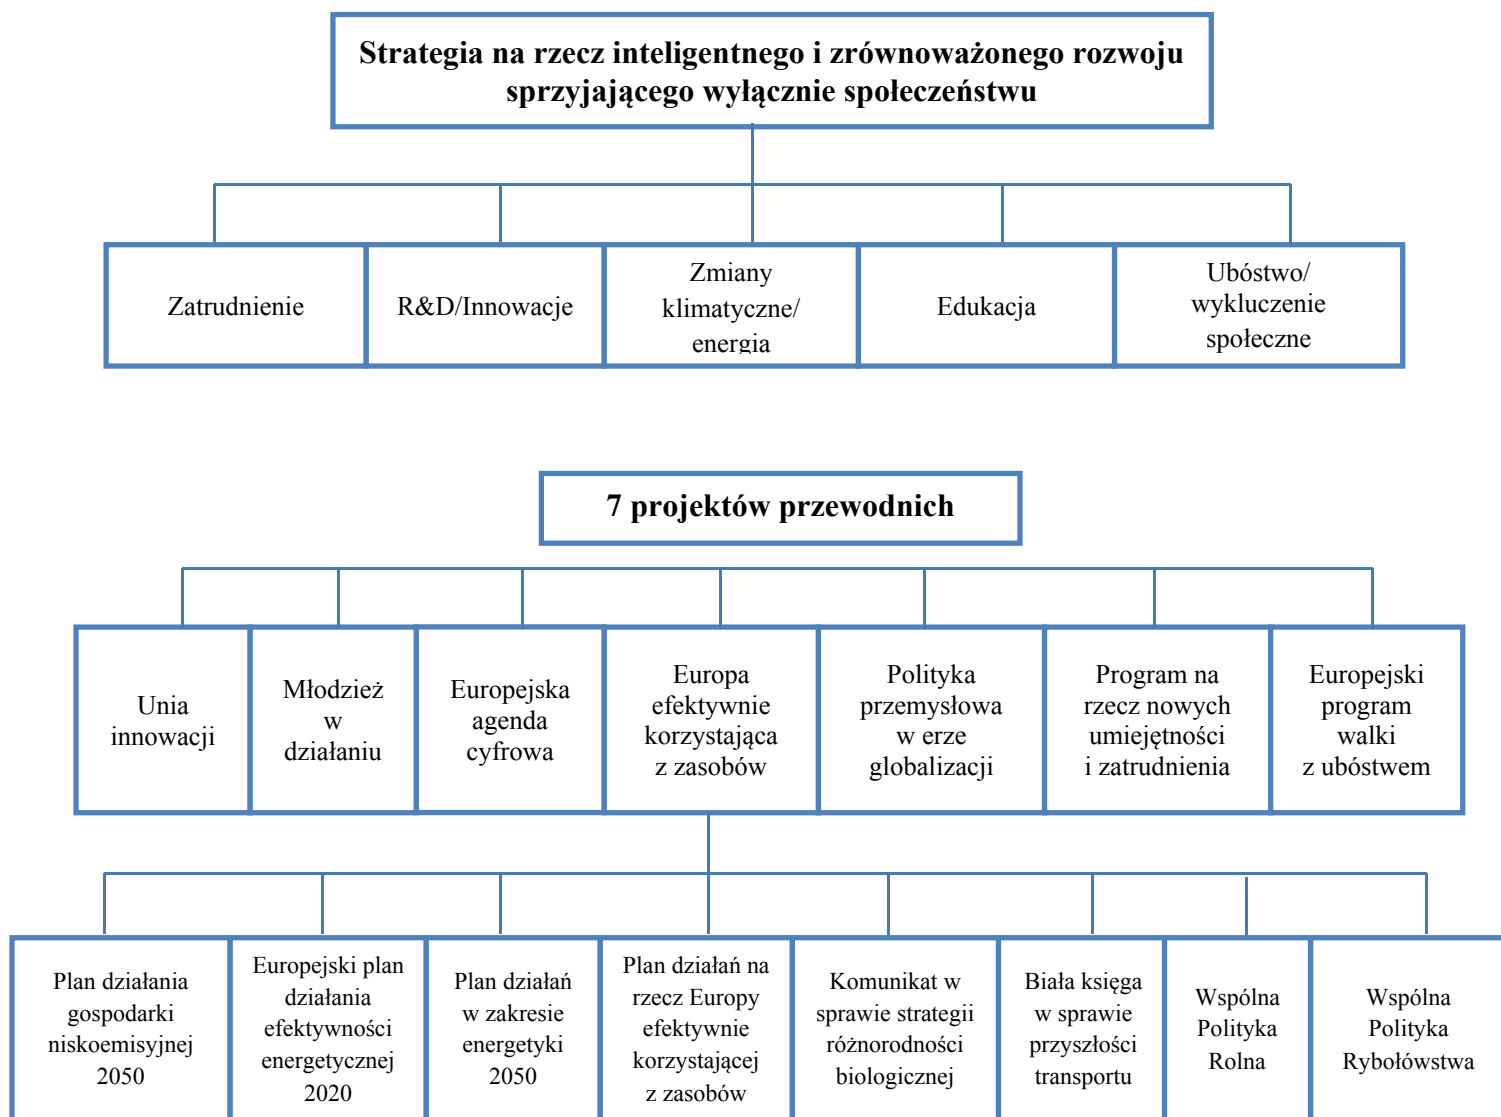 Strategia na rzecz inteligentnego i zrównoważonego rozwoju
sprzyjającego wyłącznie społeczeństwu
Zatrudnienie
R&D/Innowacje
Zmiany
klimatyczne/
energia
Edukacja
Ubóstwo/
wykluczenie
społeczne
7 projektów przewodnich
Unia
innowacji
Młodzież
w
działaniu
Europejska
agenda
cyfrowa
Europa
efektywnie
korzystająca
z zasobów
Polityka
przemysłowa
w erze
globalizacji
Program na
rzecz nowych
umiejętności
i zatrudnienia
Europejski
program
walki
z ubóstwem
Plan działania
gospodarki
niskoemisyjnej
2050
Europejski plan
działania
efektywności
energetycznej
2020
Plan działań
w zakresie
energetyki
2050
Plan działań na
rzecz Europy
efektywnie
korzystającej
z zasobów
Komunikat w
sprawie strategii
różnorodności
biologicznej
Biała księga
w sprawie
przyszłości
transportu
Wspólna
Polityka
Rolna
Wspólna
Polityka
Rybołówstwa